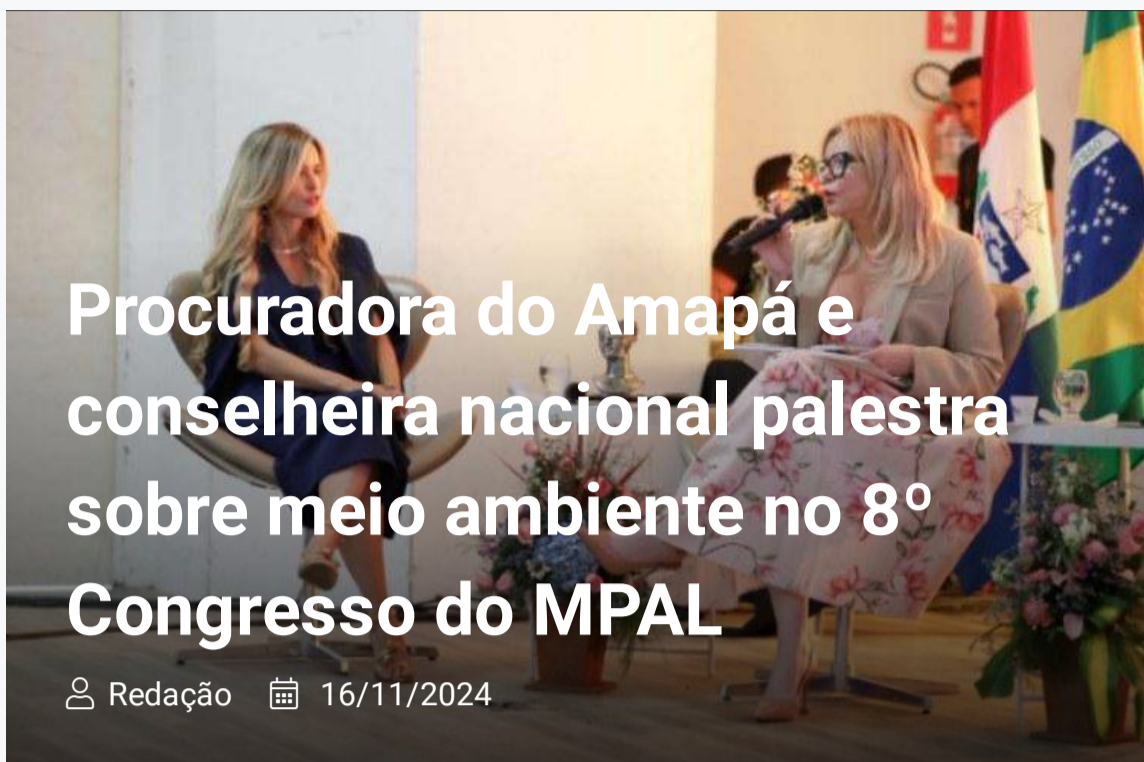 Procuradora do Amapá e
conselheira nacional palestra
sobre meio ambiente no 8º
Congresso do MPAL
Redação 16/11/2024